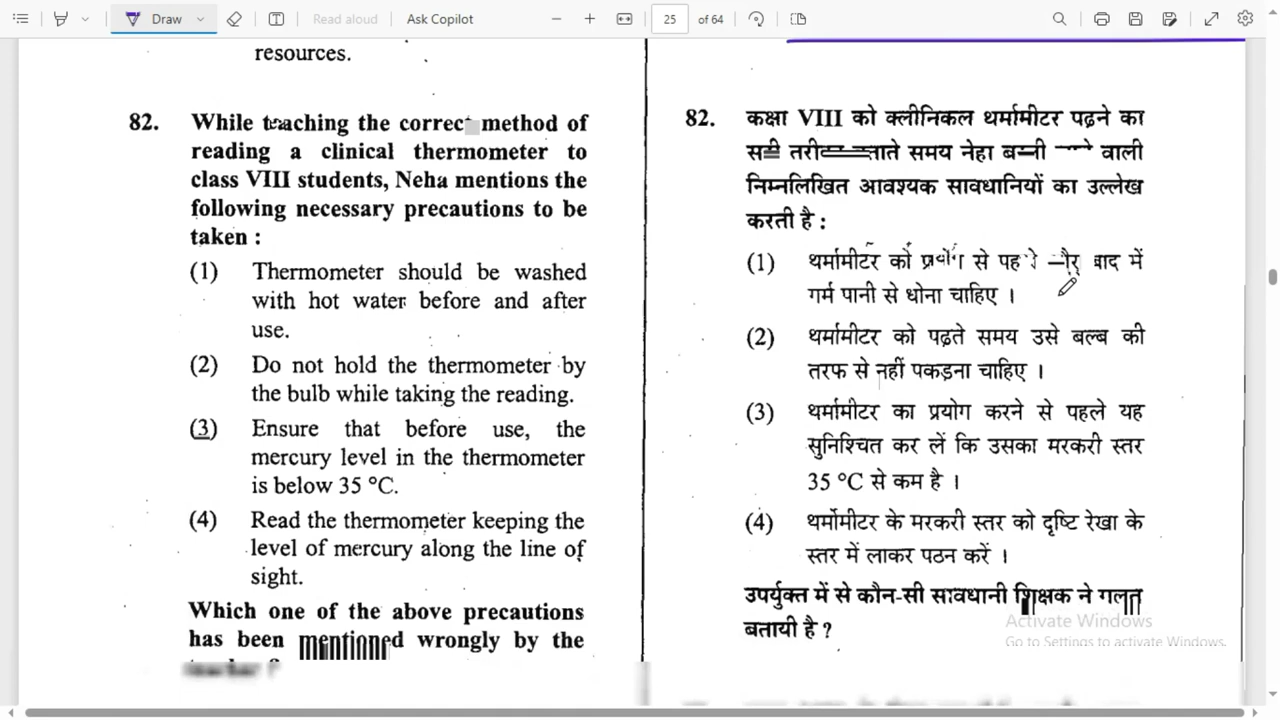 Draw
Read aloud
Ask Copilot
25
of 64
resources.
82. While teaching the correct method of
reading a clinical thermometer to
class VIII students, Neha mentions the
following necessary precautions to be
taken :
(1) Thermometer should be washed
with hot water before and after
use.
(2) Do not hold the thermometer by
the bulb while taking the reading.
(3) Ensure that before use, the
mercury level in the thermometer
is below 35 °C.
(4) Read the thermometer keeping the
level of mercury along the line of
sight.
Which one of the above precautions
has been mentioned wrongly by the
82. कक्षा VIII को क्लीनिकल थर्मामीटर पढ़ने का
समय नेहा वाली
निम्नलिखित आवश्यक सावधानियों का उल्लेख
करती है :
(1) थर्मामीटर को प्रयोग से बाद में
गर्म पानी से धोना चाहिए ।
(2) थर्मामीटर को पढ़ते समय उसे बल्ब की
तरफ से नहीं पकड़ना चाहिए ।
(3) थर्मामीटर का प्रयोग करने से पहले यह
सुनिश्चित कर लें कि उसका मरकरी स्तर
35 °C से कम है ।
(4) थर्मोमीटर के मरकरी स्तर को दृष्टि रेखा के
स्तर में लाकर पठन करें ।
उपर्युक्त में से कौन-सी सावधानी शिक्षक ने गलत
बतायी है ?
Activate Windows
Go to Settings to activate Windows.